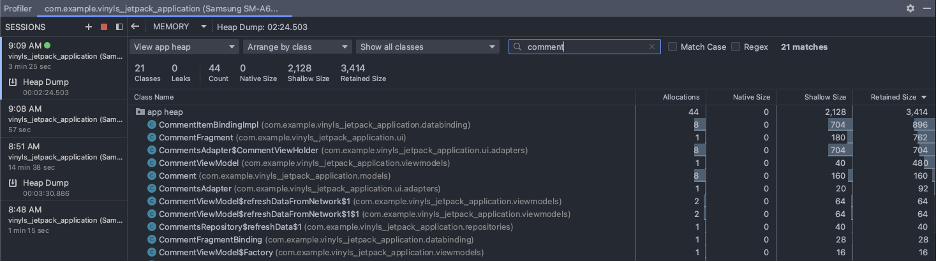 Profiler com.example.vinyls_jetpack_application (Samsung SM-A6...
SESSIONS MEMORY Heap Dump: 02:24.503
9:09 AM
vinyls_jetpack_application (Sam...
3 min 25 sec
Heap Dump
00:02:24.503
9:08 AM
vinyls_jetpack_application (Sam...
57 sec
8:51 AM
vinyls_jetpack_application (Sam...
14 min 38 sec
Heap Dump
00:03:30.886
8:48 AM
vinyls_jetpack_application (Sam...
1 min 15 sec
View app heap Arrange by class Show all classes comment Match Case Regex 21 matches
21 0 44 0 2,128 3,414
Classes Leaks Count Native Size Shallow Size Retained Size
Class Name Allocations Native Size Shallow Size Retained Size
app heap 44 0 2,128 3,414
CommentItemBindingImpl (com.example.vinyls_jetpack_application.databinding) 8 0 704 896
CommentFragment (com.example.vinyls_jetpack_application.ui) 1 0 180 762
CommentsAdapter$CommentViewHolder (com.example.vinyls_jetpack_application.ui.adapters) 8 0 704 704
CommentViewModel (com.example.vinyls_jetpack_application.viewmodels) 1 0 40 480
Comment (com.example.vinyls_jetpack_application.models) 8 0 160 160
CommentsAdapter (com.example.vinyls_jetpack_application.ui.adapters) 1 0 20 92
CommentViewModel$refreshDataFromNetwork$1 (com.example.vinyls_jetpack_application.viewmodels) 2 0 64 64
CommentViewModel$refreshDataFromNetwork$1$1 (com.example.vinyls_jetpack_application.viewmodels) 2 0 64 64
CommentsRepository$refreshData$1 (com.example.vinyls_jetpack_application.repositories) 1 0 40 40
CommentFragmentBinding (com.example.vinyls_jetpack_application.databinding) 1 0 28 28
CommentViewModel$Factory (com.example.vinyls_jetpack_application.viewmodels) 1 0 16 16